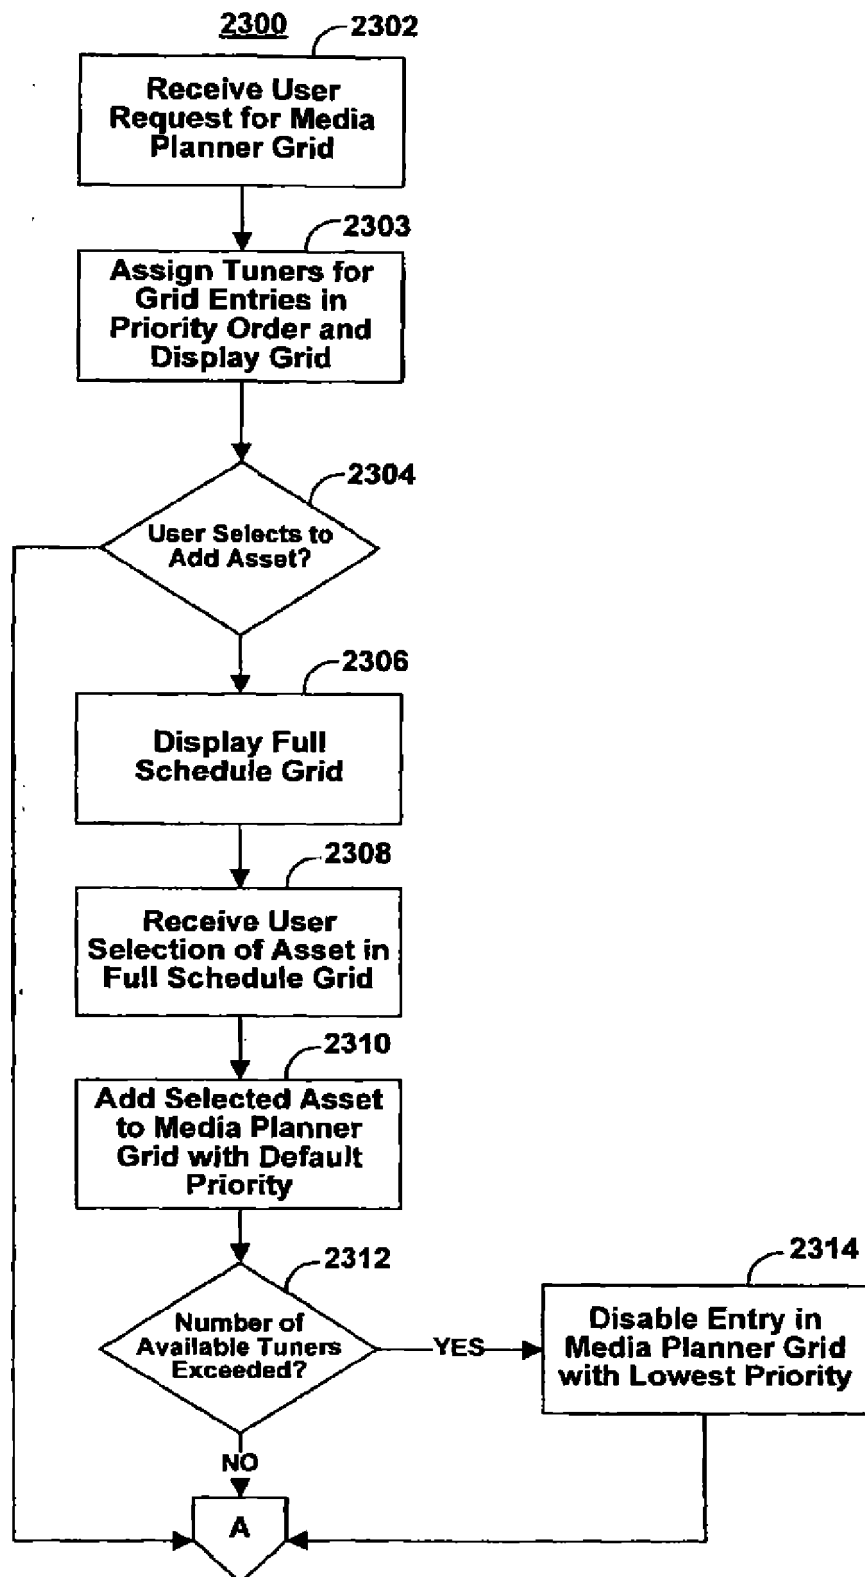 2300
2302
Receive User
Request for Media
Planner Grid
2303
Assign Tuners for
Grid Entries in
Priority Order and
Display Grid
2304
User Selects to
Add Asset?
2306
Display Full
Schedule Grid
2308
Receive User
Selection of Asset in
Full Schedule Grid
2310
Add Selected Asset
to Media Planner
Grid with Default
Priority
2312
Number of
Available Tuners
Exceeded?
YES
2314
Disable Entry in
Media Planner Grid
with Lowest Priority
NO
A